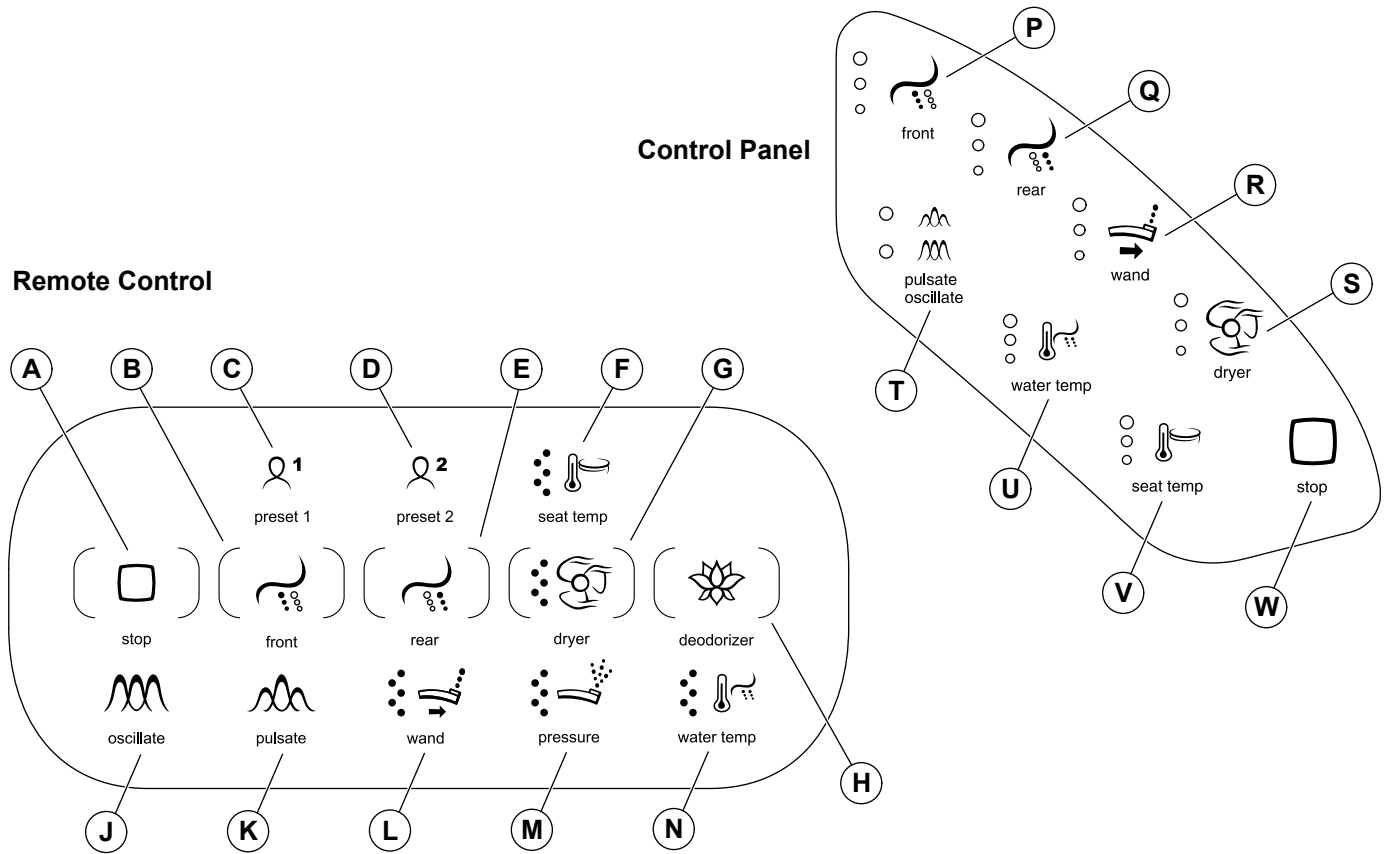 P
Q
front
Control Panel
rear
R
wand
S
pulsate
oscillate
Remote Control
T
water temp
dryer
A
B
C
D
E
F
G
U
seat temp
stop
1
2
preset 1
preset 2
seat temp
V
W
stop
front
rear
dryer
deodorizer
oscillate
pulsate
wand
pressure
water temp
H
J
K
L
M
N